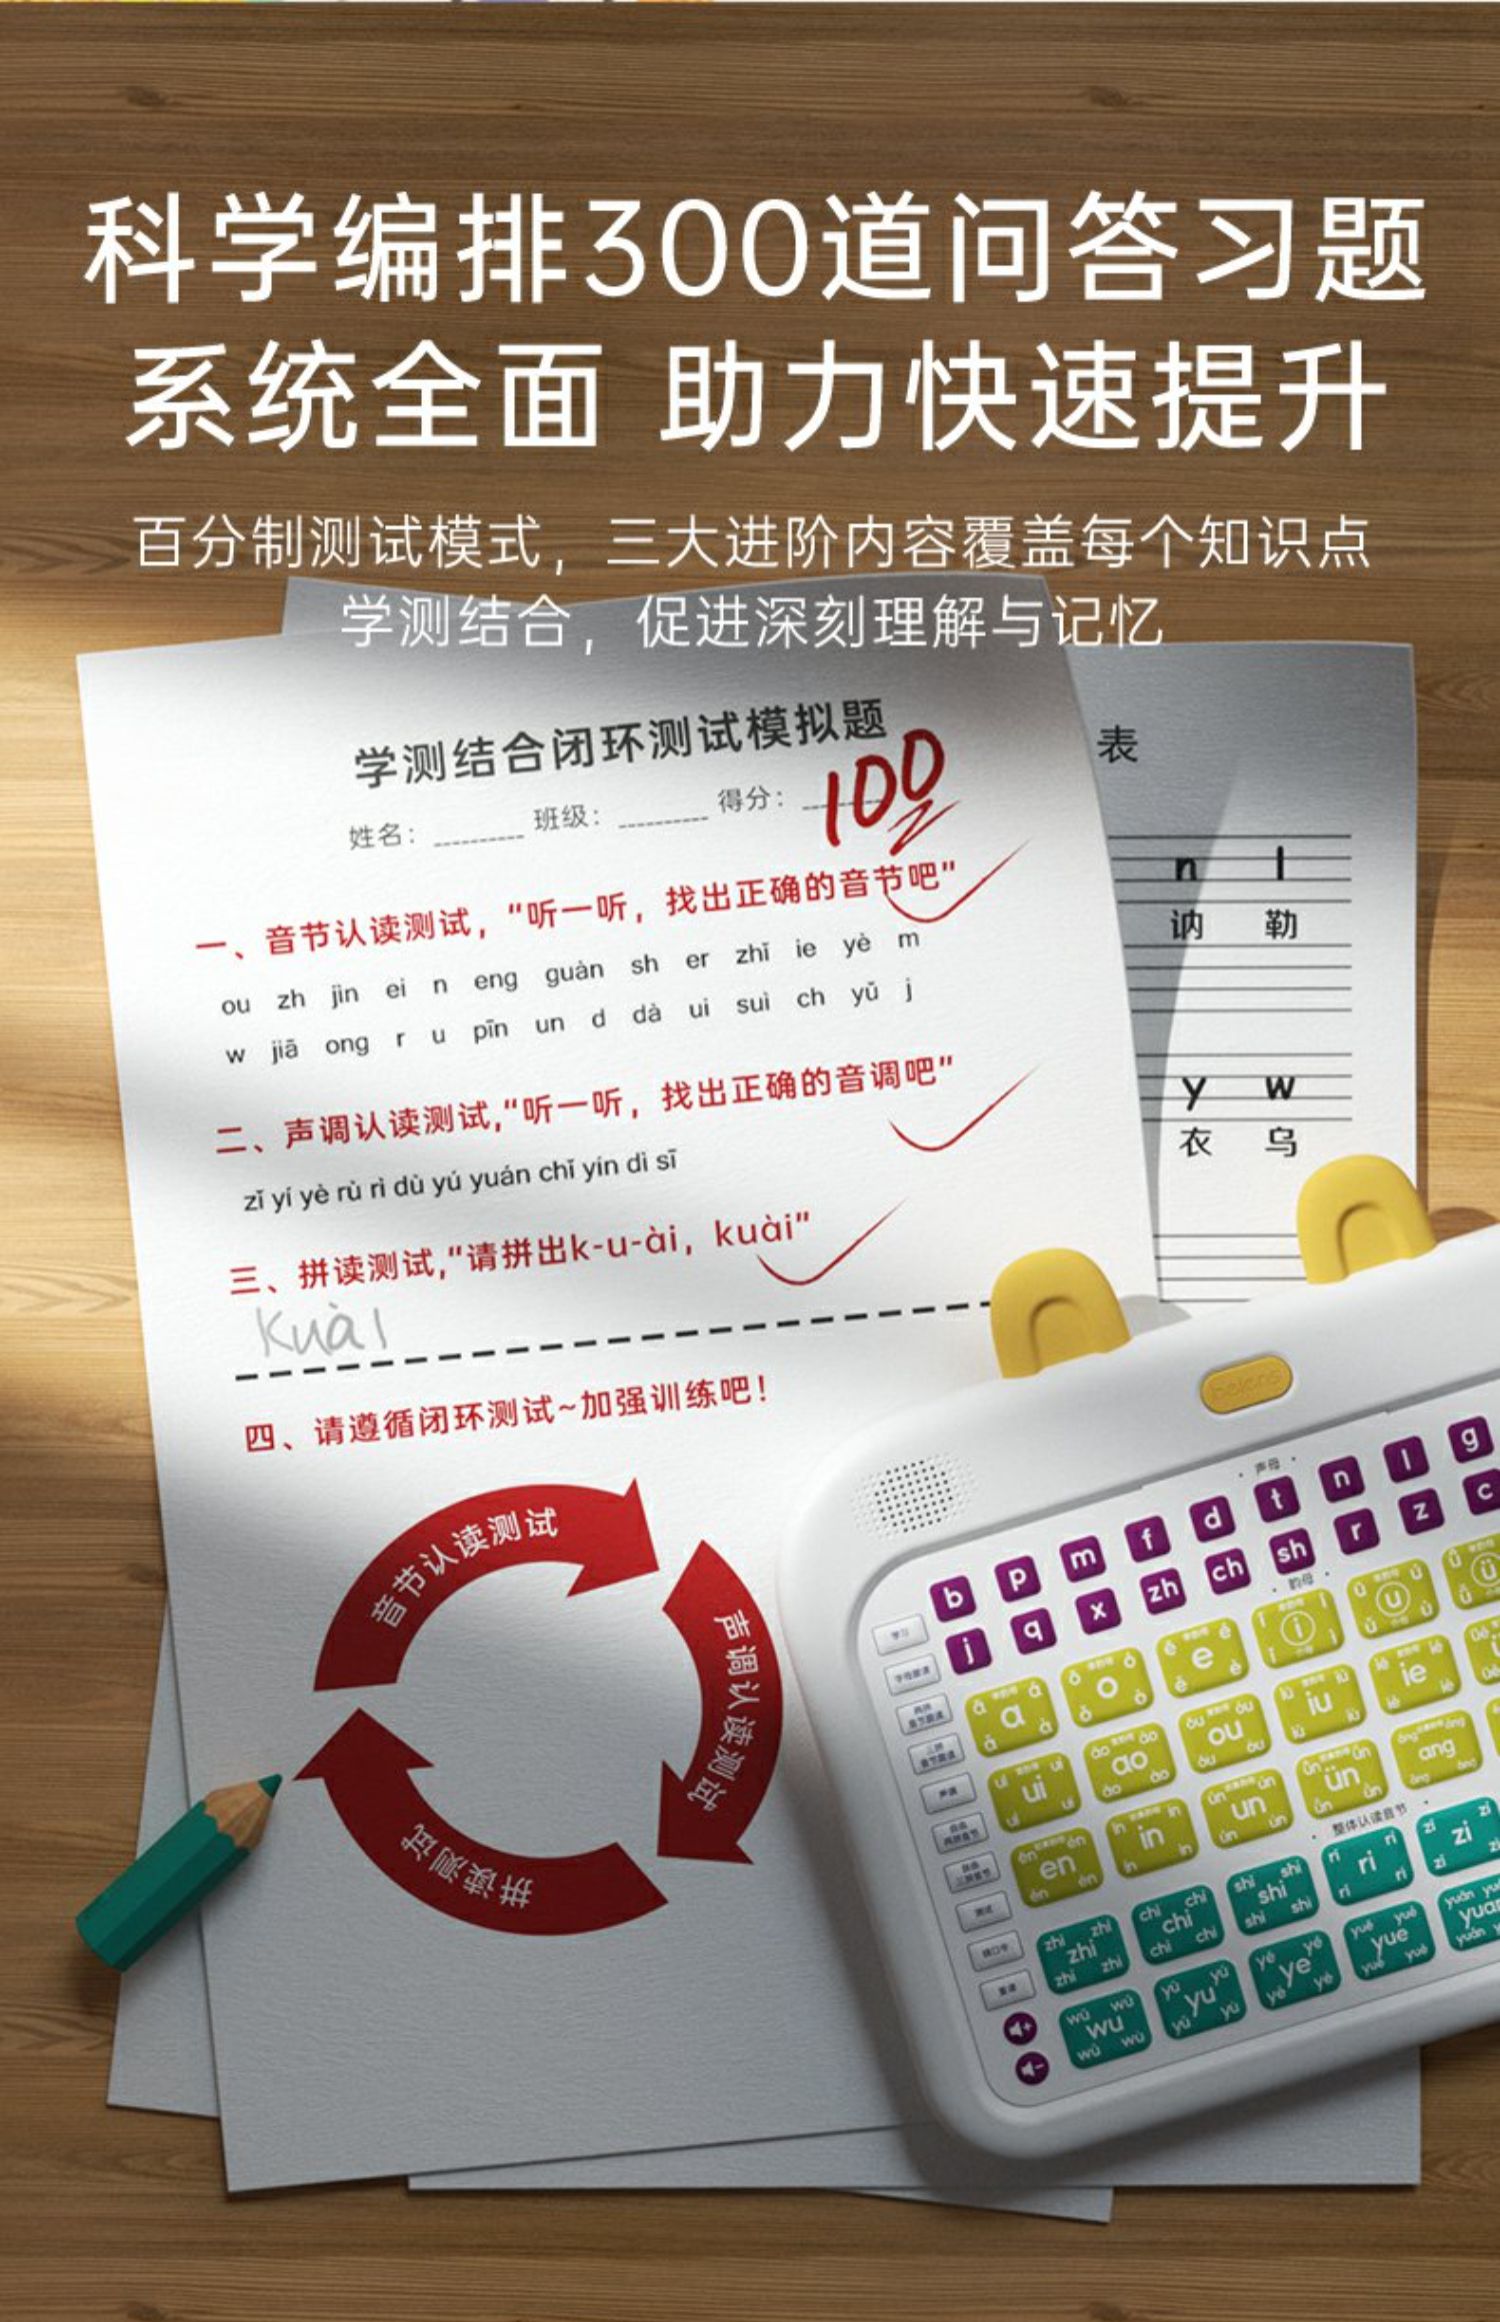 科学编排300道问答习题
系统全面 助力快速提升
百分制测试模式，三大进阶内容覆盖每个知识点
学测结合，促进深刻理解与记忆
学测结合闭环测试模拟题
姓名： 班级： 得分：
100
一、音节认读测试，“听一听，找出正确的音节吧”
ou zh jìn ei n eng guàn sh er zhǐ ie yè m
w jiā ong r u pīn un d dà ui suì ch yǔ j
二、声调认读测试,“听一听，找出正确的音调吧”
zǐ yí yè rù rì dù yú yuán chǐ yín dì sī
三、拼读测试,“请拼出k-u-ài，kuài”
kuài
四、请遵循闭环测试~加强训练吧！
音节认读测试
声调认读测试
拼读测试
表
n l
讷 勒
y w
衣 乌
声母
b p m f d t n l g
j q x zh ch sh r z c
韵母
a o e i u ü
ui ao ou iu ie
en in un ün ang
整体认读音节
zhi chi shi ri zi
wu yu ye yue yuan
学习
声调
测试